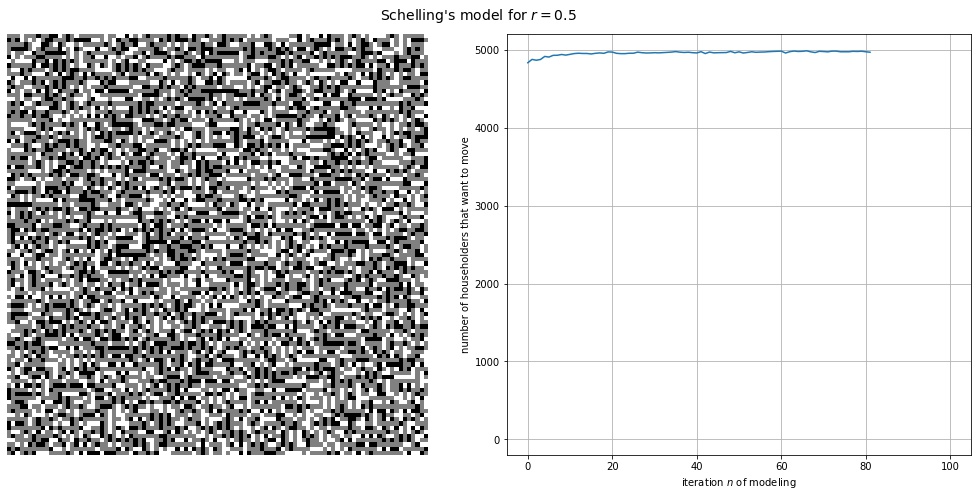 Schelling's model for r = 0.5
number of householders that want to move
5000
4000
3000
2000
1000
0
0 20 40 60 80 100
iteration n of modeling